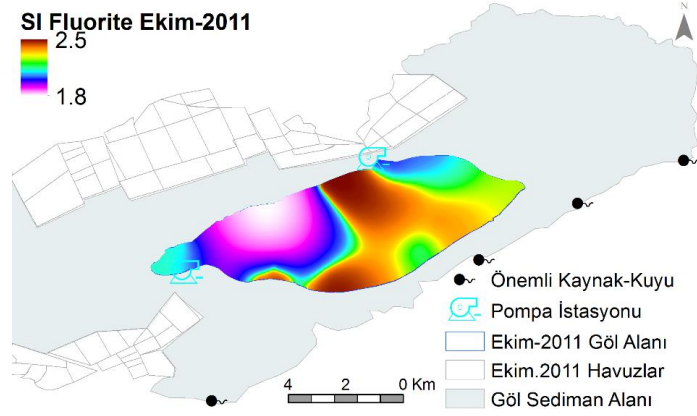 SI Fluorite Ekim-2011
2.5
1.8
N
Önemli Kaynak-Kuyu
Pompa İstasyonu
Ekim-2011 Göl Alanı
Ekim.2011 Havuzlar
Göl Sediman Alanı
4 2 0 Km